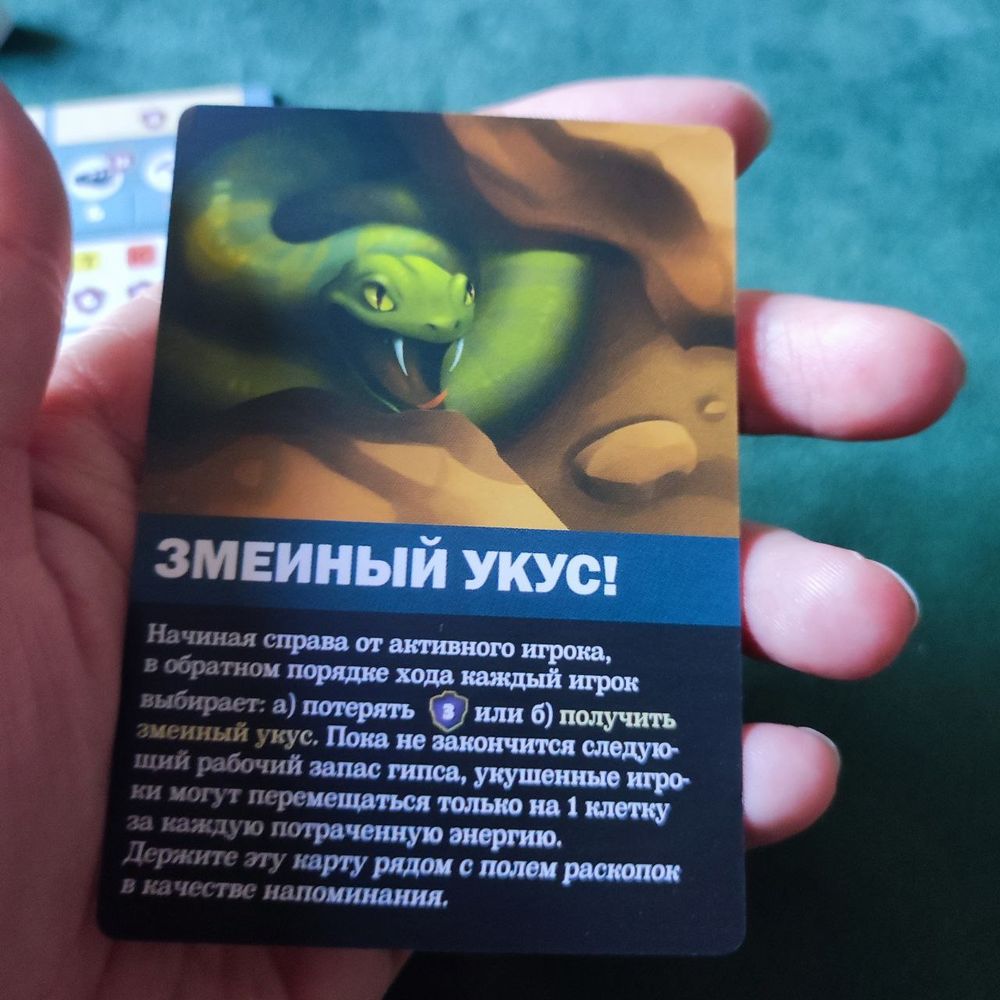 ЗМЕИНЫЙ УКУС!
Начиная справа от активного игрока,
в обратном порядке хода каждый игрок
выбирает: а) потерять 3 или б) получить
змеиный укус. Пока не закончится следую-
щий рабочий запас гипса, укушенные игро-
ки могут перемещаться только на 1 клетку
за каждую потраченную энергию.
Держите эту карту рядом с полем раскопок
в качестве напоминания.